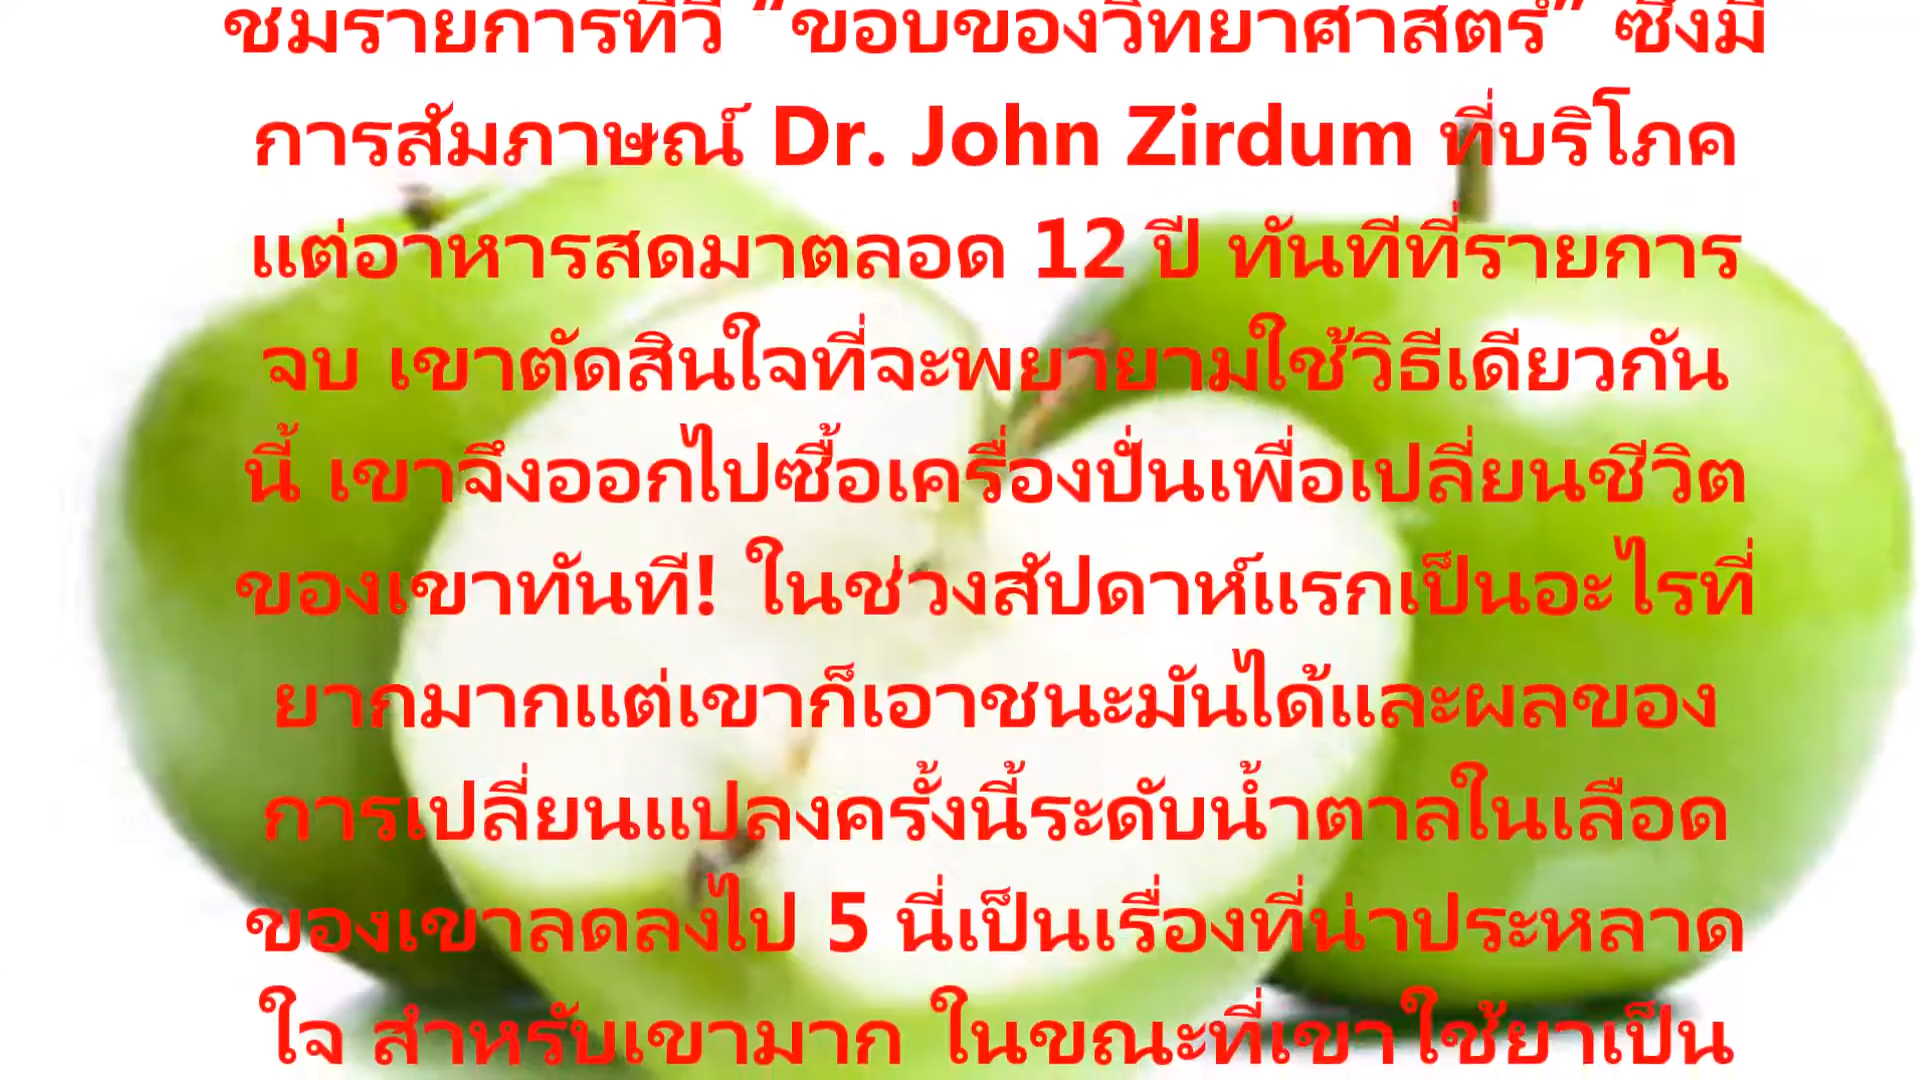 ชมรายการทีวี “ขอบของวิทยาศาสตร์” ซึ่งมี
การสัมภาษณ์ Dr. John Zirdum ที่บริโภค
แต่อาหารสดมาตลอด 12 ปี ทันทีที่รายการ
จบ เขาตัดสินใจที่จะพยายามใช้วิธีเดียวกัน
นี้ เขาจึงออกไปซื้อเครื่องปั่นเพื่อเปลี่ยนชีวิต
ของเขาทันที! ในช่วงสัปดาห์แรกเป็นอะไรที่
ยากมากแต่เขาก็เอาชนะมันได้และผลของ
การเปลี่ยนแปลงครั้งนี้ระดับน้ำตาลในเลือด
ของเขาลดลงไป 5 นี่เป็นเรื่องที่น่าประหลาด
ใจ สำหรับเขามาก ในขณะที่เขาใช้ยาเป็น